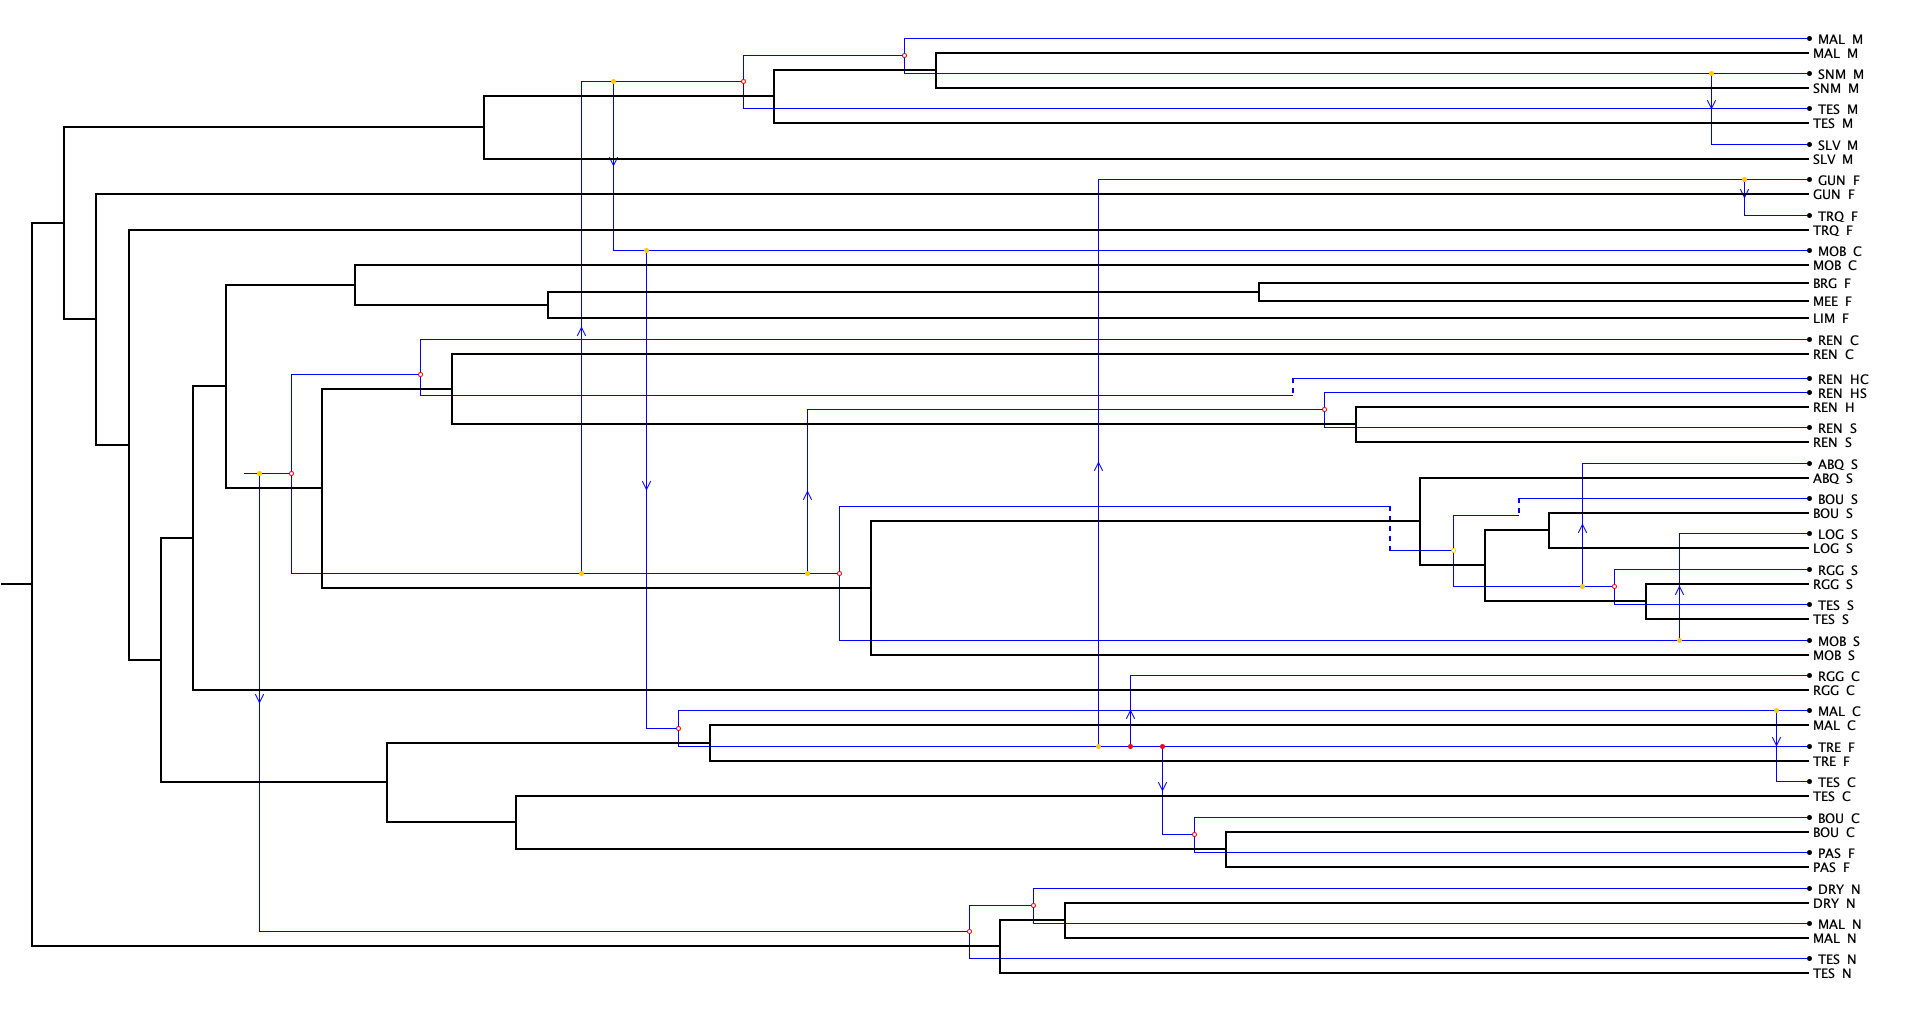 MAL M
MAL M
SNM M
SNM M
TES M
TES M
SLV M
SLV M
GUN F
GUN F
TRQ F
TRQ F
MOB C
MOB C
BRG F
MEE F
LIM F
REN C
REN C
REN HC
REN HS
REN H
REN S
REN S
ABQ S
ABQ S
BOU S
BOU S
LOG S
LOG S
RGG S
RGG S
TES S
TES S
MOB S
MOB S
RGG C
RGG C
MAL C
MAL C
TRE F
TRE F
TES C
TES C
BOU C
BOU C
PAS F
PAS F
DRY N
DRY N
MAL N
MAL N
TES N
TES N